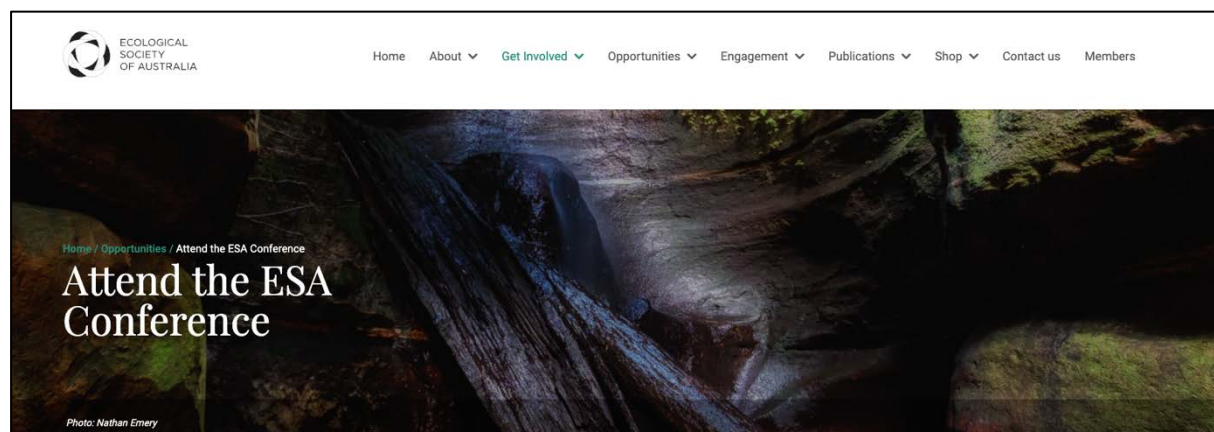 ECOLOGICAL
SOCIETY
OF AUSTRALIA
Home About Get Involved Opportunities Engagement Publications Shop Contact us Members
Home / Opportunities / Attend the ESA Conference
Attend the ESA
Conference
Photo: Nathan Emery